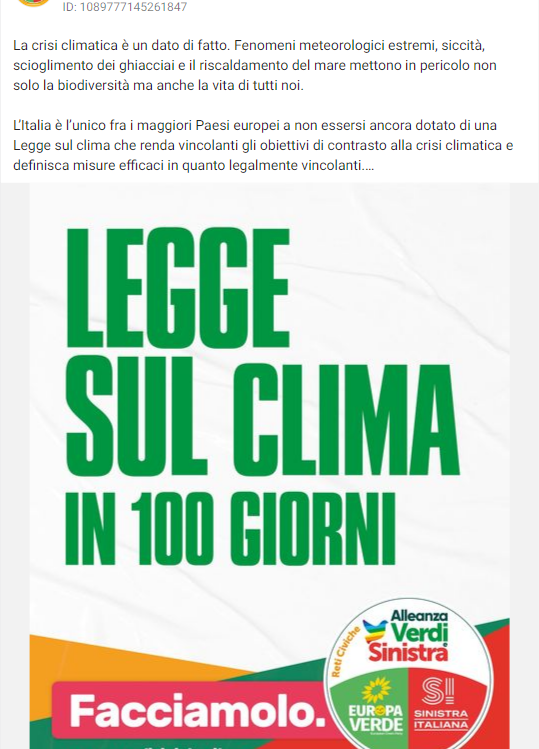 ID: 1089777145261847
La crisi climatica è un dato di fatto. Fenomeni meteorologici estremi, siccità,
scioglimento dei ghiacciai e il riscaldamento del mare mettono in pericolo non
solo la biodiversità ma anche la vita di tutti noi.
L'Italia è l'unico fra i maggiori Paesi europei a non essersi ancora dotato di una
Legge sul clima che renda vincolanti gli obiettivi di contrasto alla crisi climatica e
definisca misure efficaci in quanto legalmente vincolanti....
LEGGE
SUL CLIMA
IN 100 GIORNI
Facciamolo.
Reti Civiche
Alleanza
Verdi
Sinistra
EUROPA
VERDE
SI
SINISTRA
ITALIANA